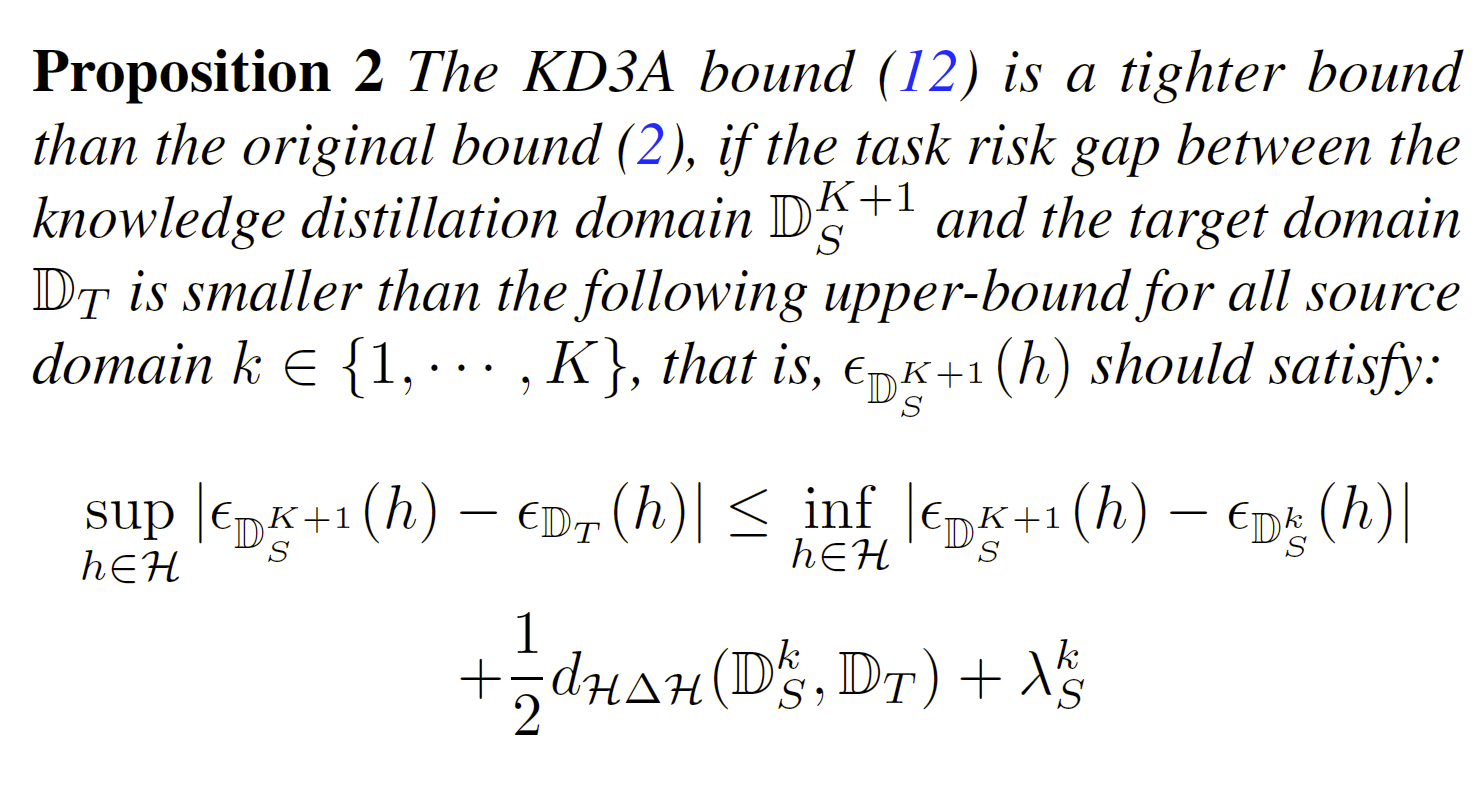 Proposition 2 The KD3A bound (12) is a tighter bound
than the original bound (2), if the task risk gap between the
knowledge distillation domain $\mathbb{D}_S^{K+1}$ and the target domain
$\mathbb{D}_T$ is smaller than the following upper-bound for all source
domain $k \in \{1, \cdots, K\}$, that is, $\epsilon_{\mathbb{D}_S^{K+1}}(h)$ should satisfy:
$\sup_{h \in \mathcal{H}} |\epsilon_{\mathbb{D}_S^{K+1}}(h) - \epsilon_{\mathbb{D}_T}(h)| \leq \inf_{h \in \mathcal{H}} |\epsilon_{\mathbb{D}_S^{K+1}}(h) - \epsilon_{\mathbb{D}_S^k}(h)|$
$+ \frac{1}{2} d_{\mathcal{H} \Delta \mathcal{H}}(\mathbb{D}_S^k, \mathbb{D}_T) + \lambda_S^k$